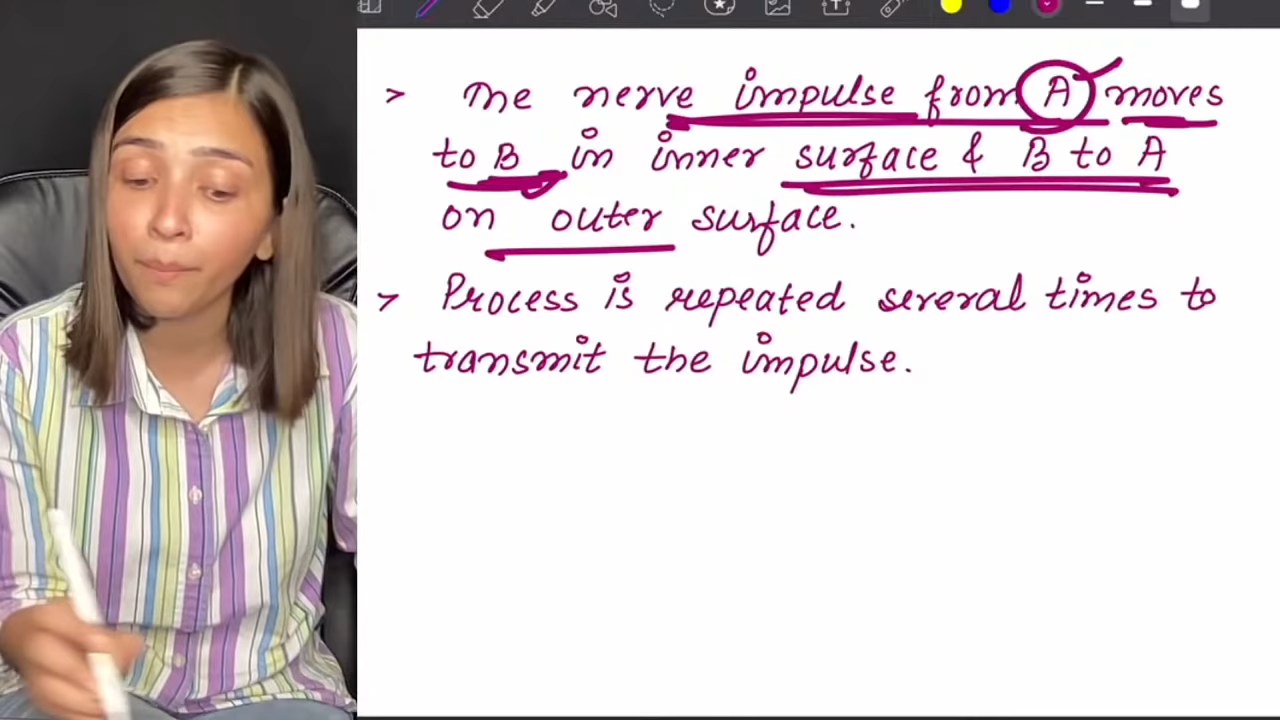 > The nerve impulse from A moves
to B in inner surface & B to A
on outer surface.
> Process is repeated several times to
transmit the impulse.